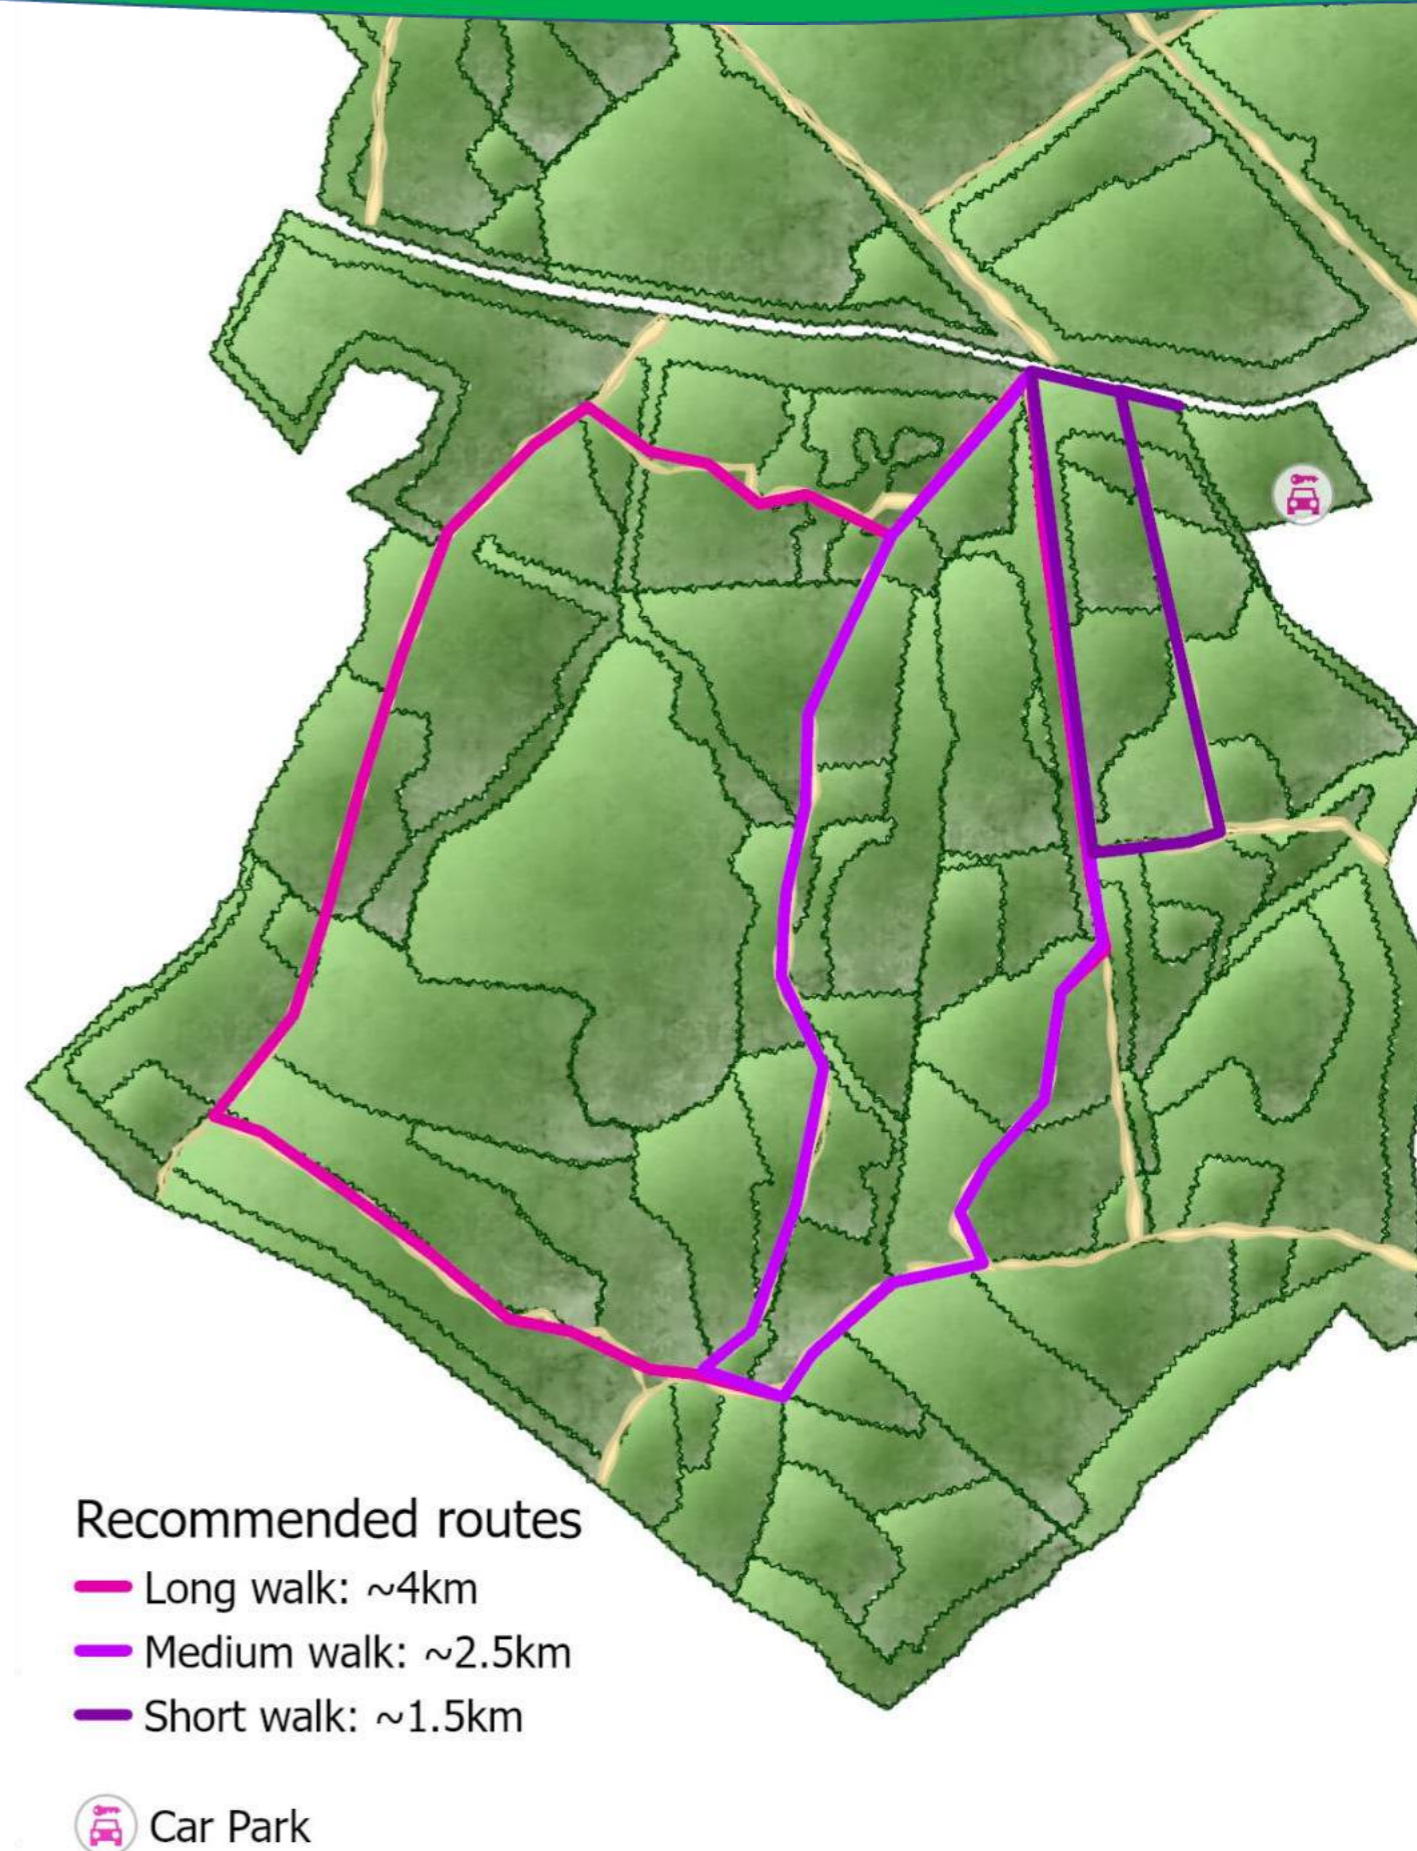 Recommended routes
Long walk: ~4km
Medium walk: ~2.5km
Short walk: ~1.5km
Car Park